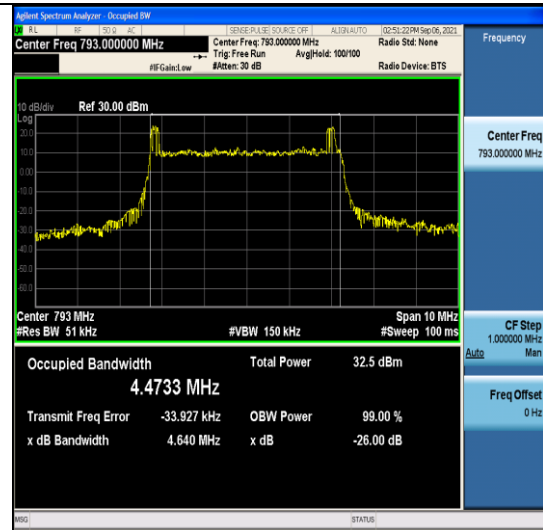 Agilent Spectrum Analyzer - Occupied BW
RL RF 50 Ω AC SENSE:PULSE SOURCE OFF ALIGNAUTO 02:51:22PM Sep 06, 2021
Center Freq 793.000000 MHz Center Freq: 793.000000 MHz Radio Std: None
Trig: Free Run Avg|Hold: 100/100
#IFGain:Low #Atten: 30 dB Radio Device: BTS
Frequency
10 dB/div Ref 30.00 dBm
Log
20.0
10.0
0.00
-10.0
-20.0
-30.0
-40.0
-50.0
-60.0
Center 793 MHz Span 10 MHz
#Res BW 51 kHz #VBW 150 kHz #Sweep 100 ms
Occupied Bandwidth Total Power 32.5 dBm
4.4733 MHz
Transmit Freq Error -33.927 kHz OBW Power 99.00 %
x dB Bandwidth 4.640 MHz x dB -26.00 dB
Center Freq
793.000000 MHz
CF Step
1.000000 MHz
Auto Man
Freq Offset
0 Hz
MSG STATUS